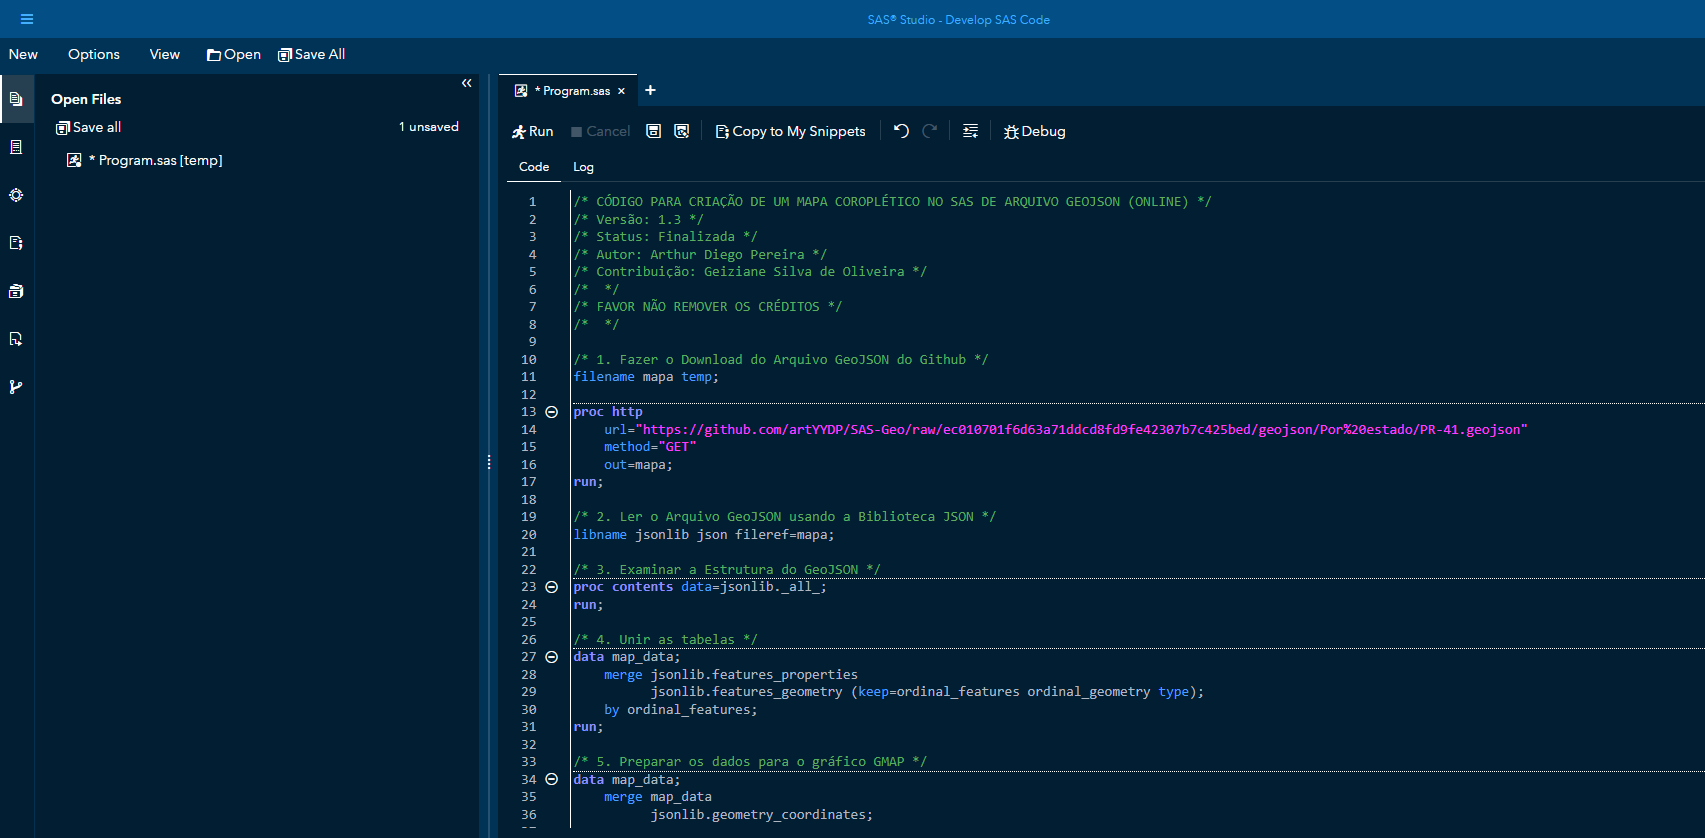 SAS® Studio - Develop SAS Code
New Options View Open Save All
Open Files
Save all 1 unsaved
* Program.sas [temp]
* Program.sas × +
Run Cancel Copy to My Snippets Debug
Code Log
1 /* CÓDIGO PARA CRIAÇÃO DE UM MAPA COROPLÉTICO NO SAS DE ARQUIVO GEOJSON (ONLINE) */
2 /* Versão: 1.3 */
3 /* Status: Finalizada */
4 /* Autor: Arthur Diego Pereira */
5 /* Contribuição: Geiziane Silva de Oliveira */
6 /*  */
7 /* FAVOR NÃO REMOVER OS CRÉDITOS */
8 /*  */
9
10 /* 1. Fazer o Download do Arquivo GeoJSON do Github */
11 filename mapa temp;
12
13 proc http
14     url="https://github.com/artYYDP/SAS-Geo/raw/ec010701f6d63a71ddcd8fd9fe42307b7c425bed/geojson/Por%20estado/PR-41.geojson"
15     method="GET"
16     out=mapa;
17 run;
18
19 /* 2. Ler o Arquivo GeoJSON usando a Biblioteca JSON */
20 libname jsonlib json fileref=mapa;
21
22 /* 3. Examinar a Estrutura do GeoJSON */
23 proc contents data=jsonlib._all_;
24 run;
25
26 /* 4. Unir as tabelas */
27 data map_data;
28     merge jsonlib.features_properties
29           jsonlib.features_geometry (keep=ordinal_features ordinal_geometry type);
30     by ordinal_features;
31 run;
32
33 /* 5. Preparar os dados para o gráfico GMAP */
34 data map_data;
35     merge map_data
36           jsonlib.geometry_coordinates;